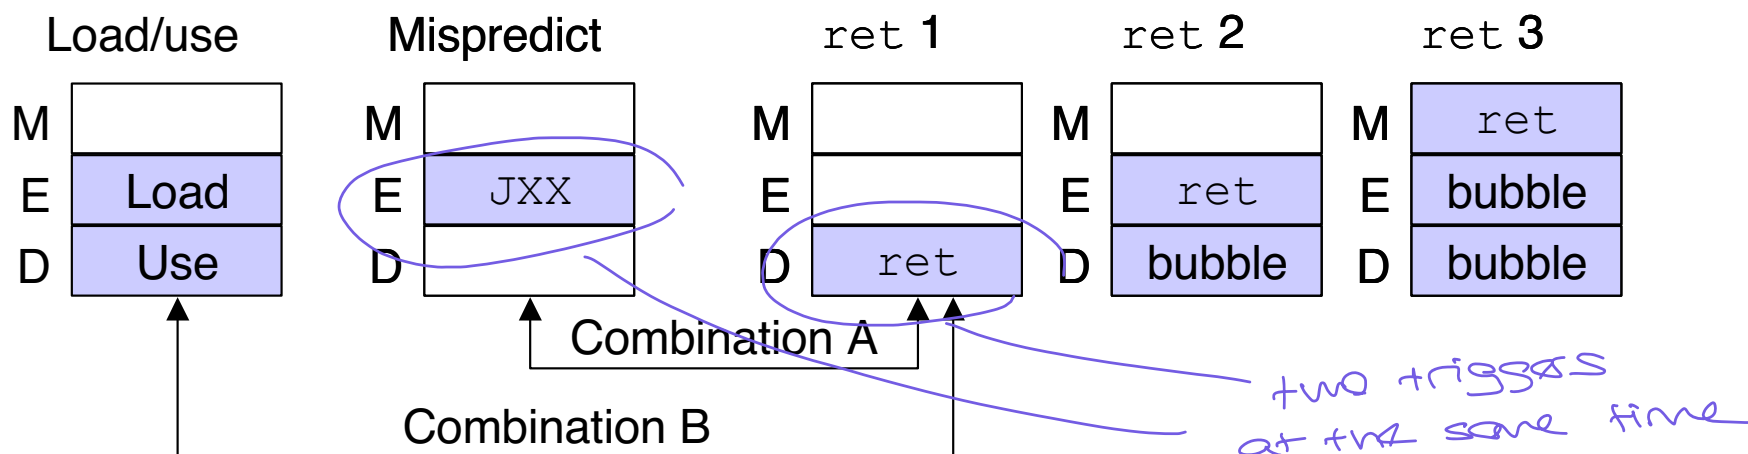 Load/use Mispredict ret 1 ret 2 ret 3
M M M M M ret
E Load E JXX E E ret E bubble
D Use D D ret D bubble D bubble
Combination A
two triggers
Combination B
at the same time